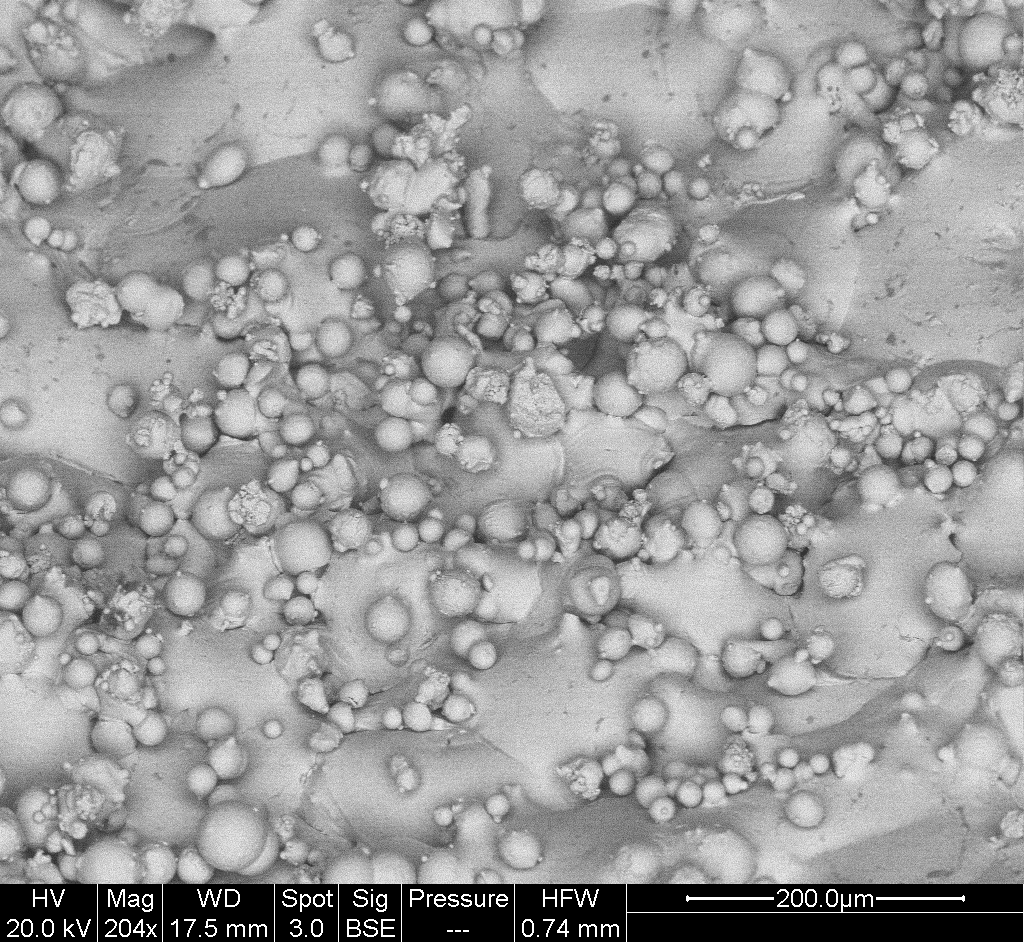 HV Mag WD Spot Sig Pressure HFW 200.0µm
20.0 kV 204x 17.5 mm 3.0 BSE --- 0.74 mm